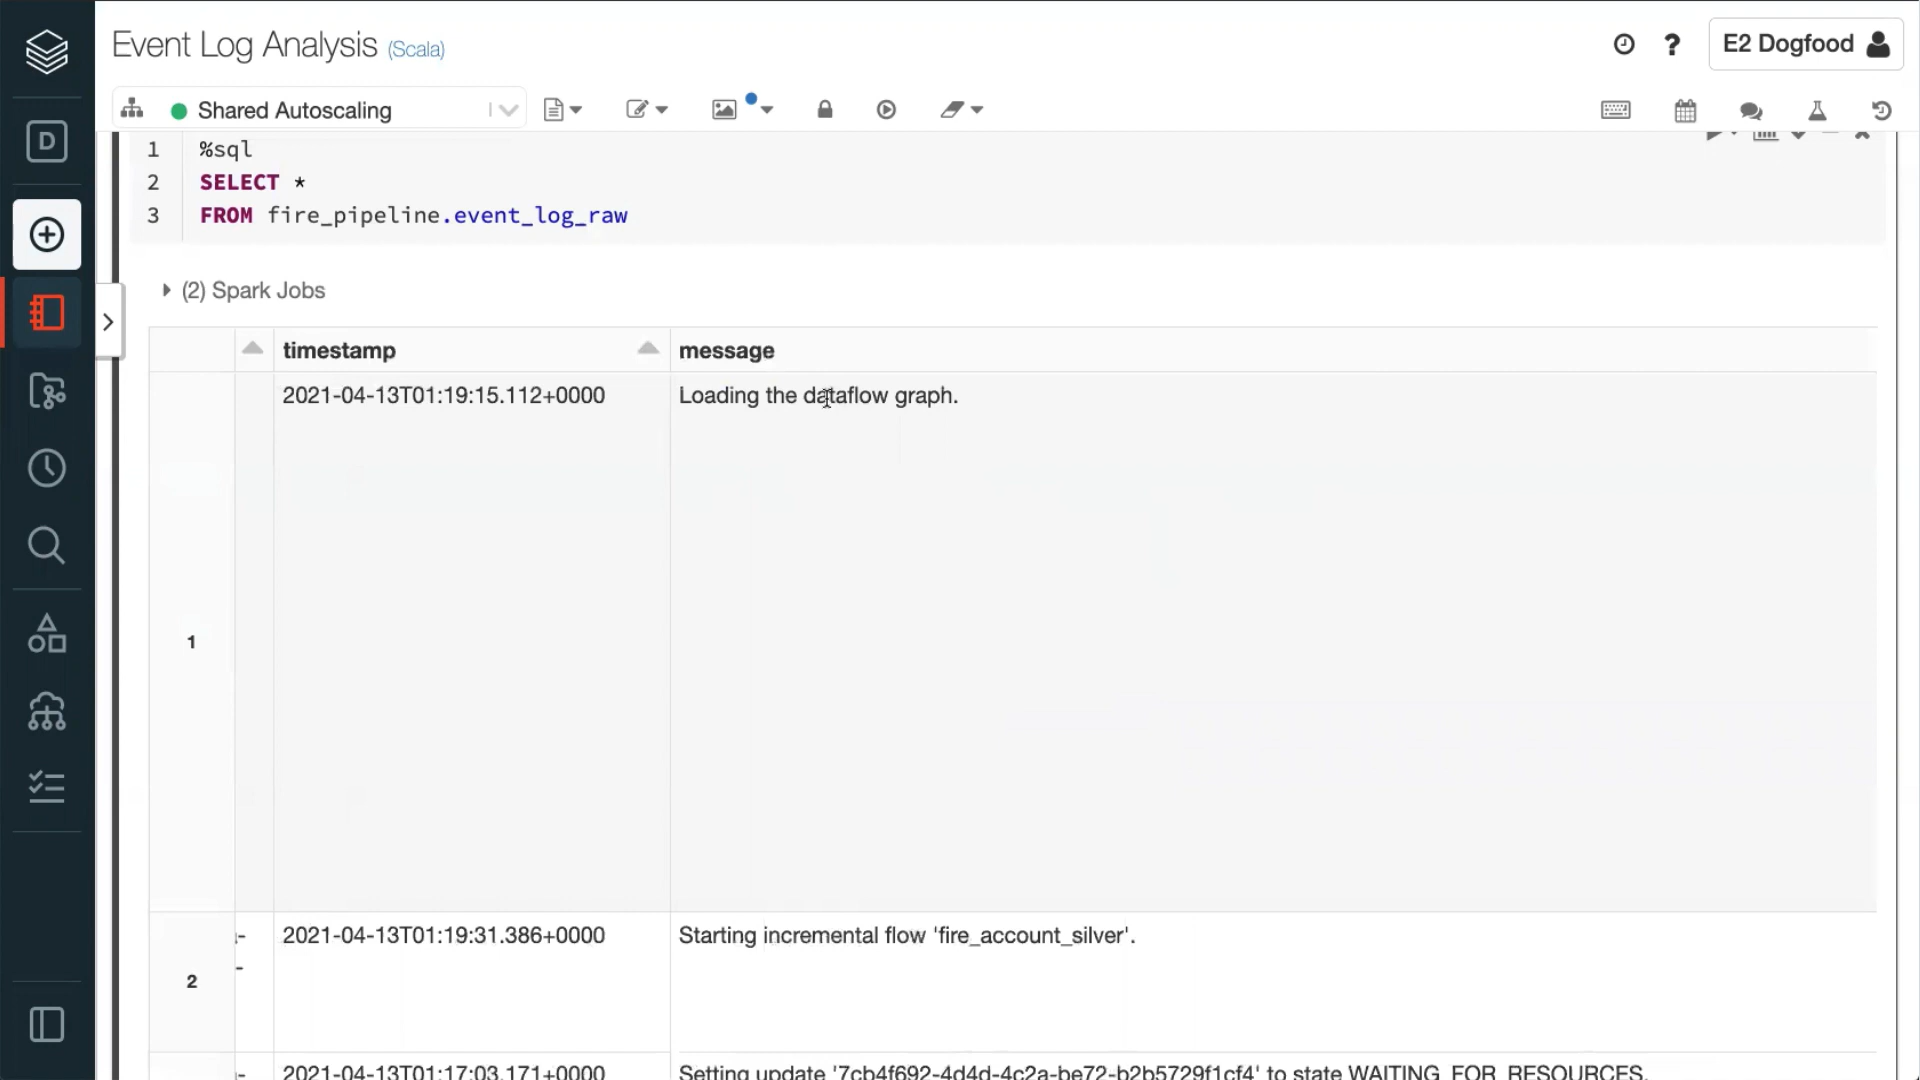 Event Log Analysis (Scala)
E2 Dogfood
Shared Autoscaling
D
1 %sql
2 SELECT *
3 FROM fire_pipeline.event_log_raw
(2) Spark Jobs
timestamp message
1 2021-04-13T01:19:15.112+0000 Loading the dataflow graph.
2 2021-04-13T01:19:31.386+0000 Starting incremental flow 'fire_account_silver'.
2021-04-13T01:17:03.171+0000 Setting update '7cb4f692-4d4d-4c2a-be72-b2b5729f1cf4' to state WAITING_FOR_RESOURCES.